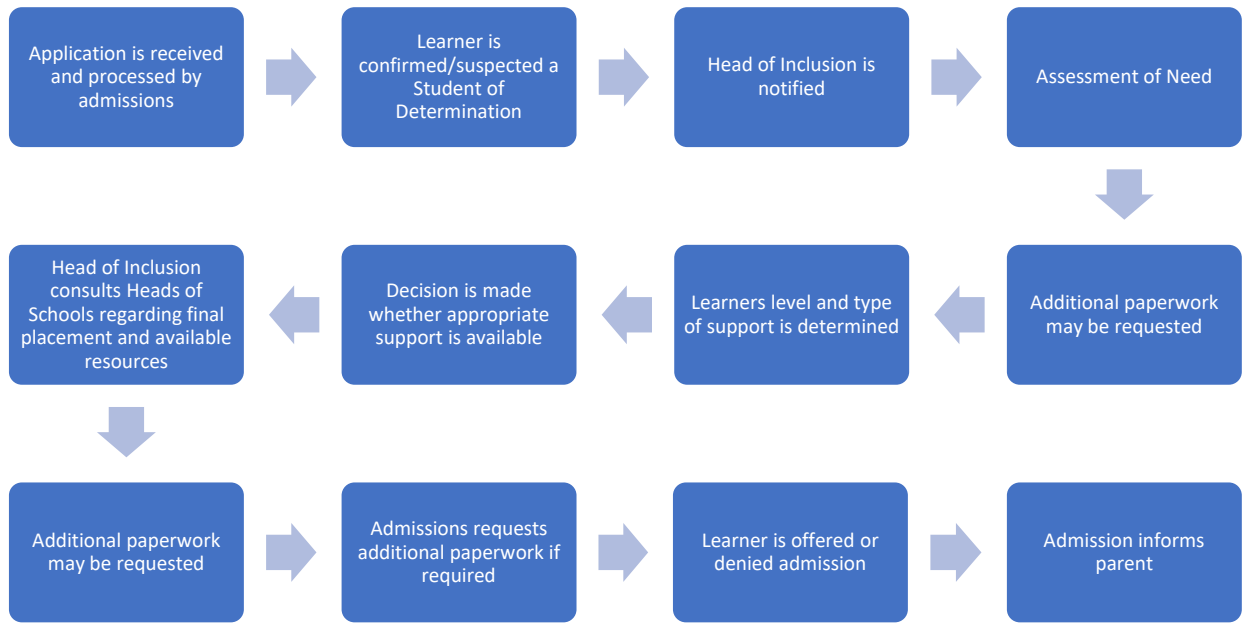 Application is received
and processed by
admissions
Learner is
confirmed/suspected a
Student of
Determination
Head of Inclusion is
notified
Assessment of Need
Additional paperwork
may be requested
Learners level and type
of support is determined
Decision is made
whether appropriate
support is available
Head of Inclusion
consults Heads of
Schools regarding final
placement and available
resources
Additional paperwork
may be requested
Admissions requests
additional paperwork if
required
Learner is offered or
denied admission
Admission informs
parent